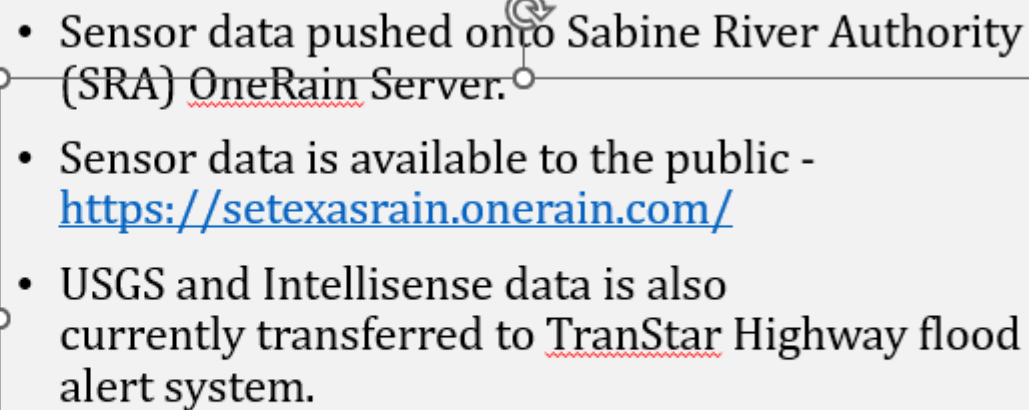 • Sensor data pushed onto Sabine River Authority
(SRA) OneRain Server.
• Sensor data is available to the public -
https://setexasrain.onerain.com/
• USGS and Intellisense data is also
currently transferred to TranStar Highway flood
alert system.